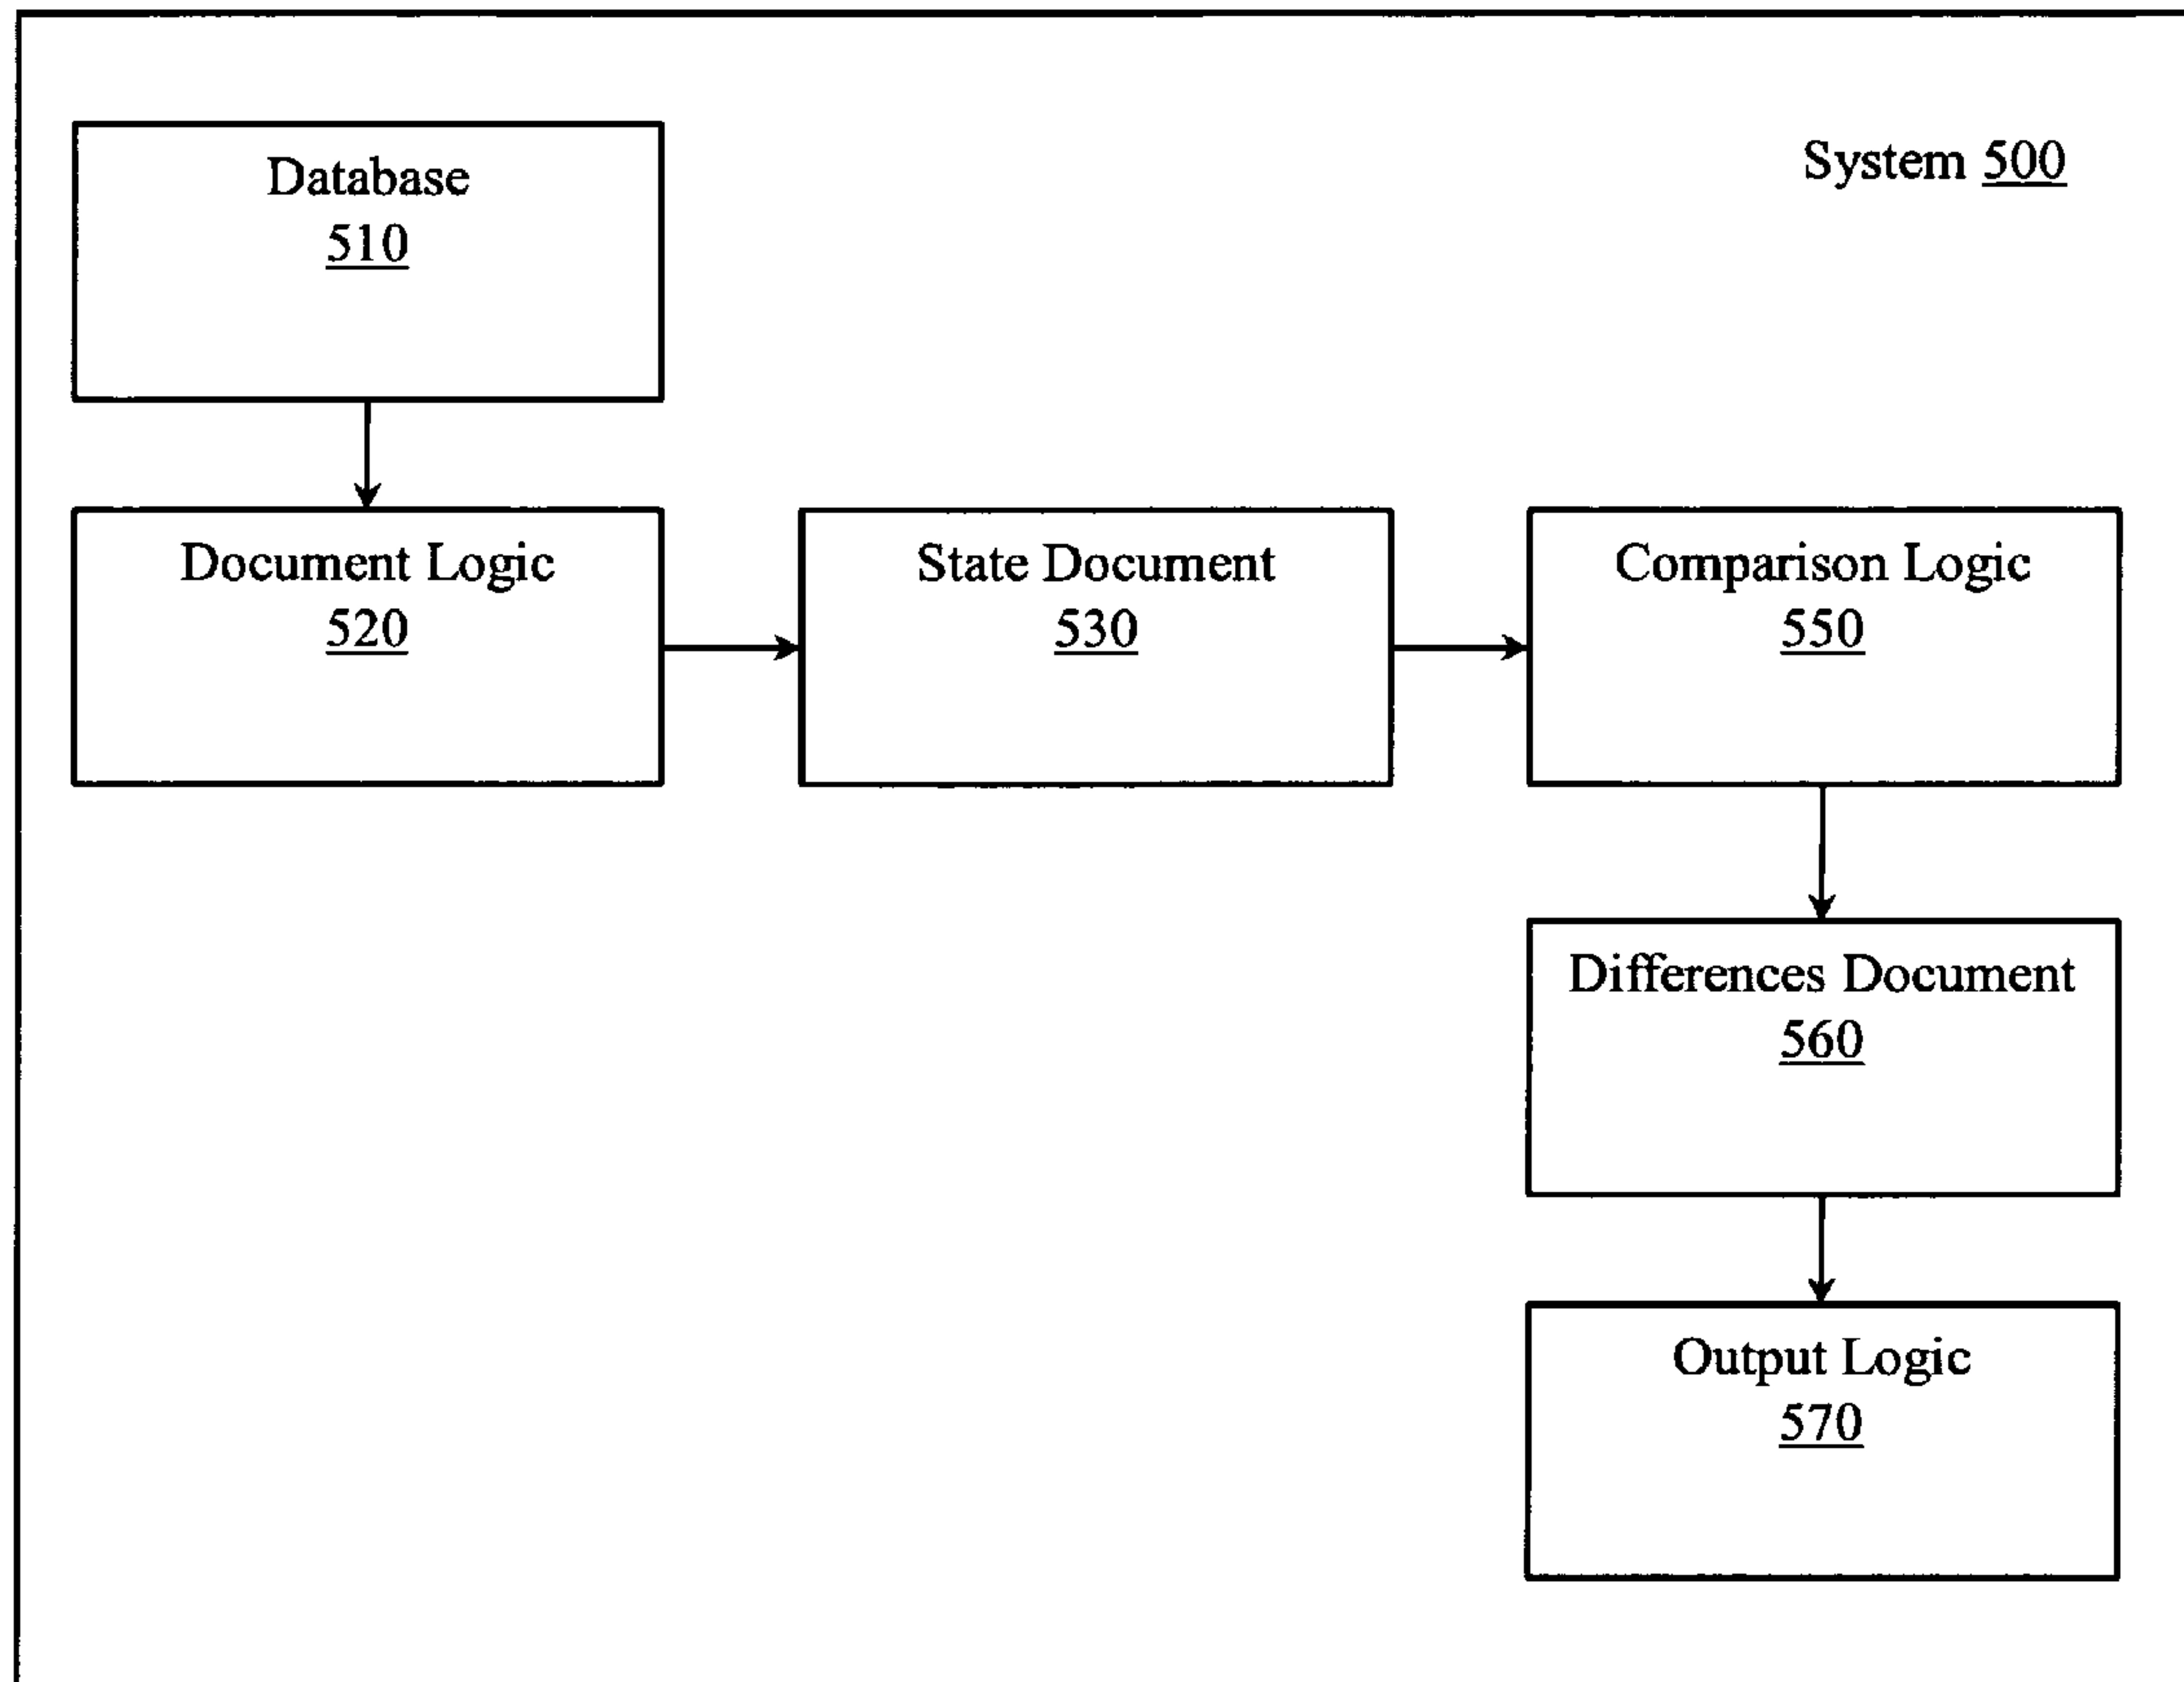 System 500
Database
510
Document Logic
520
State Document
530
Comparison Logic
550
Differences Document
560
Output Logic
570